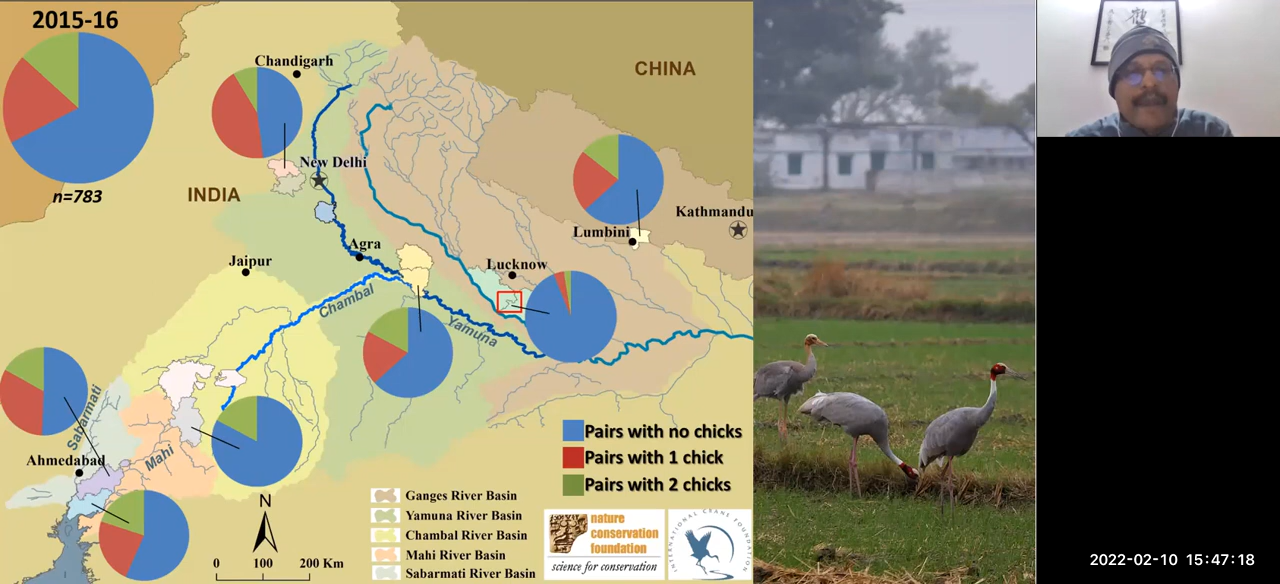 2015-16
n=783
Chandigarh
CHINA
New Delhi
INDIA
Kathmandu
Lumbini
Agra
Jaipur
Lucknow
Chambal
Yamuna
Sabarmati
Ahmedabad
Mahi
N
0 100 200 Km
Pairs with no chicks
Pairs with 1 chick
Pairs with 2 chicks
Ganges River Basin
Yamuna River Basin
Chambal River Basin
Mahi River Basin
Sabarmati River Basin
nature
conservation
foundation
science for conservation
INTERNATIONAL CRANE FOUNDATION
鶴
2022-02-10 15:47:18